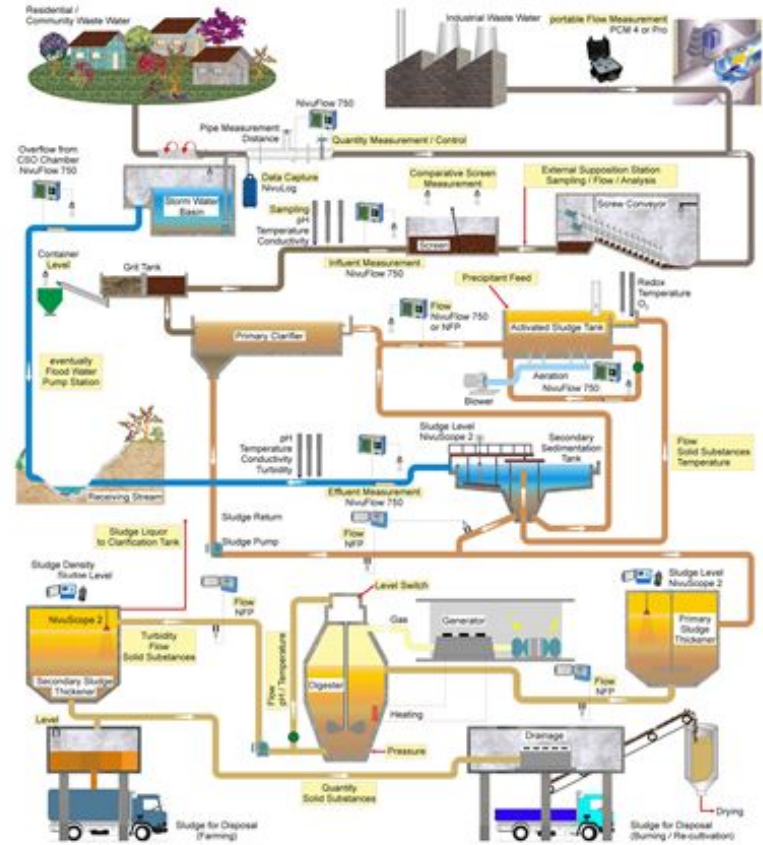 Residential /
Community Waste Water
Industrial Waste Water
portable Flow Measurement
PCM 4 or Pro
NivuFlow 750
Pipe Measurement
Distance
Quantity Measurement / Control
Overflow from
CSO Chamber
NivuFlow 750
Storm Water
Basin
Data Capture
NivuLog
Comparative Screen
Measurement
External Supposition Station
Sampling / Flow / Analysis
Sampling
pH
Temperature
Conductivity
Screen
Screw Conveyor
Container
Level
Grit Tank
Influent Measurement
NivuFlow 750
Precipitant Feed
Redox
Temperature
O₂
Flow
NivuFlow 750
or NFP
Primary Clarifier
Activated Sludge Tank
eventually
Flood Water
Pump Station
Aeration
NivuFlow 750
Blower
Sludge Level
NivuScope 2
Secondary
Sedimentation
Tank
pH
Temperature
Conductivity
Turbidity
Flow
Solid Substances
Temperature
Receiving Stream
Effluent Measurement
NivuFlow 750
Sludge Return
Flow
NFP
Sludge Liquor
to Clarification Tank
Sludge Pump
Sludge Density
Sludge Level
Sludge Level
NivuScope 2
Level Switch
Flow
NFP
NivuScope 2
Gas
Generator
Primary
Sludge
Thickener
Turbidity
Flow
Solid Substances
Secondary Sludge
Thickener
Flow
pH / Temperature
Digester
Flow
NFP
Heating
Level
Pressure
Drainage
Quantity
Solid Substances
Drying
Sludge for Disposal
(Farming)
Sludge for Disposal
(Burning / Re-cultivation)